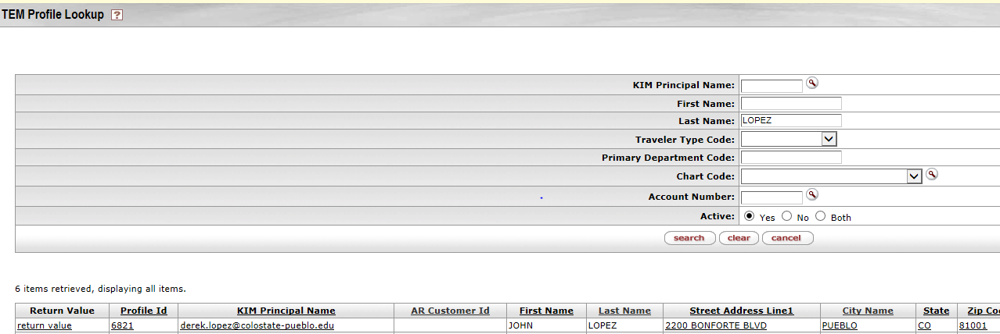 TEM Profile Lookup ?
KIM Principal Name:
First Name:
Last Name: LOPEZ
Traveler Type Code:
Primary Department Code:
Chart Code:
Account Number:
Active: Yes No Both
search clear cancel
6 items retrieved, displaying all items.
Return Value Profile Id KIM Principal Name AR Customer Id First Name Last Name Street Address Line1 City Name State Zip Co
return value 6821 derek.lopez@colostate-pueblo.edu JOHN LOPEZ 2200 BONFORTE BLVD PUEBLO CO 81001